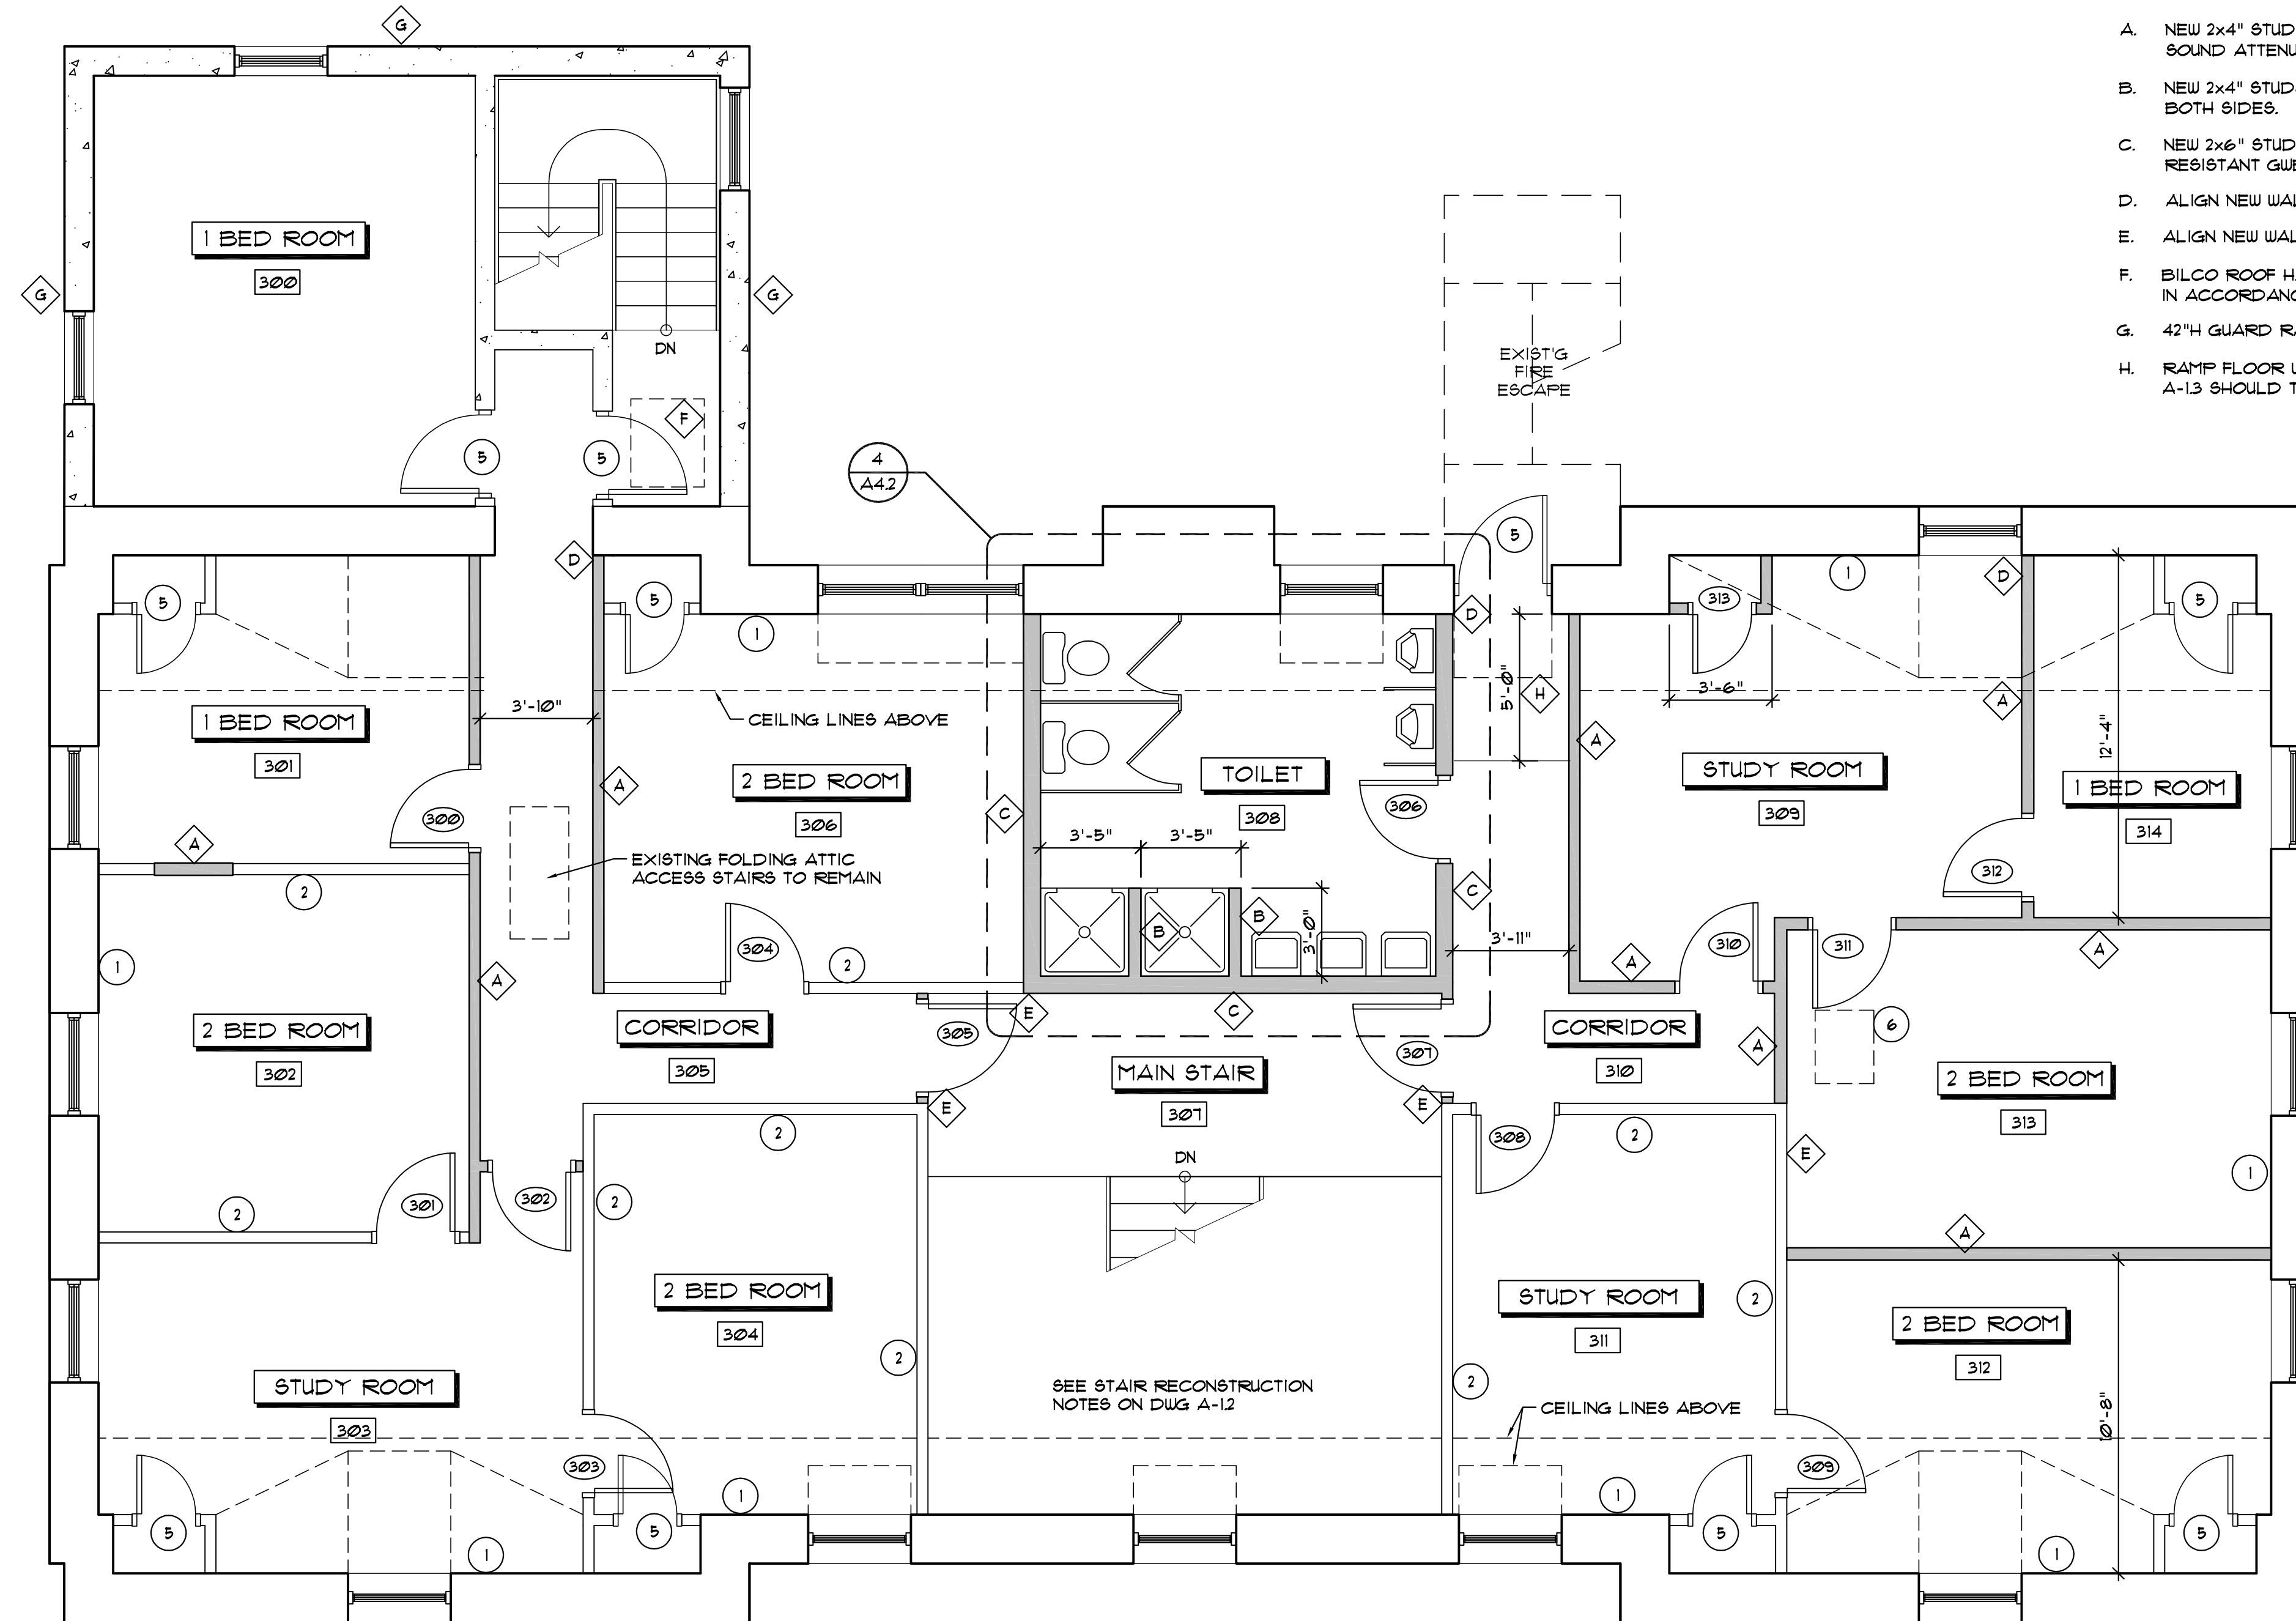 A. NEW 2x4" STUD
SOUND ATTENU
B. NEW 2x4" STUD
BOTH SIDES.
C. NEW 2x6" STUD
RESISTANT GWB
D. ALIGN NEW WAL
E. ALIGN NEW WAL
F. BILCO ROOF HA
IN ACCORDANC
G. 42"H GUARD RA
H. RAMP FLOOR U
A-1.3 SHOULD T
G
1 BED ROOM
300
G
G
DN
F
5
5
EXIST'G
FIRE
ESCAPE
4
A4.2
5
D
5
5
1
D
5
1
313
D
5
1 BED ROOM
301
3'-10"
CEILING LINES ABOVE
5'-0"
H
3'-6"
A
A
12'-4"
2 BED ROOM
306
A
TOILET
308
306
STUDY ROOM
309
1 BED ROOM
314
300
A
C
3'-5"
3'-5"
EXISTING FOLDING ATTIC
ACCESS STAIRS TO REMAIN
2
C
312
B
B
3'-0"
3'-11"
304
2
310
311
A
A
1
A
2 BED ROOM
302
CORRIDOR
305
305
E
C
307
CORRIDOR
310
A
6
MAIN STAIR
307
E
E
2 BED ROOM
313
2
308
2
E
DN
1
2
301
302
2
A
2 BED ROOM
304
STUDY ROOM
311
2
2 BED ROOM
312
2
2
STUDY ROOM
303
SEE STAIR RECONSTRUCTION
NOTES ON DWG A-1.2
CEILING LINES ABOVE
10'-8"
303
309
1
1
5
5
5
5
1
1